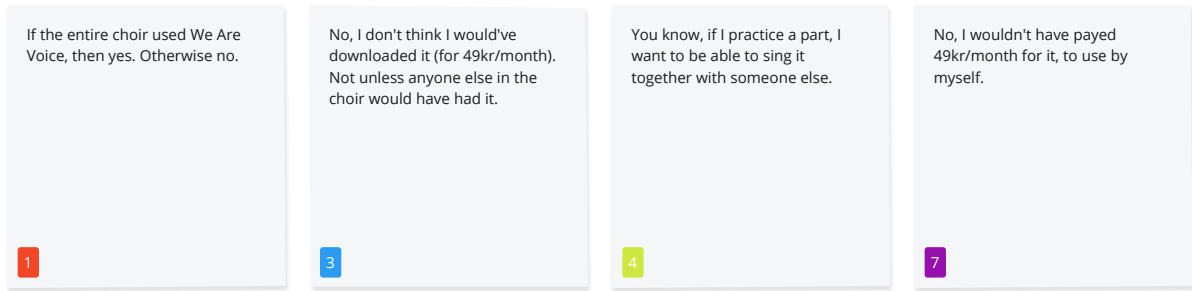 If the entire choir used We Are
Voice, then yes. Otherwise no.
1
No, I don't think I would've
downloaded it (for 49kr/month).
Not unless anyone else in the
choir would have had it.
3
You know, if I practice a part, I
want to be able to sing it
together with someone else.
4
No, I wouldn't have payed
49kr/month for it, to use by
myself.
7